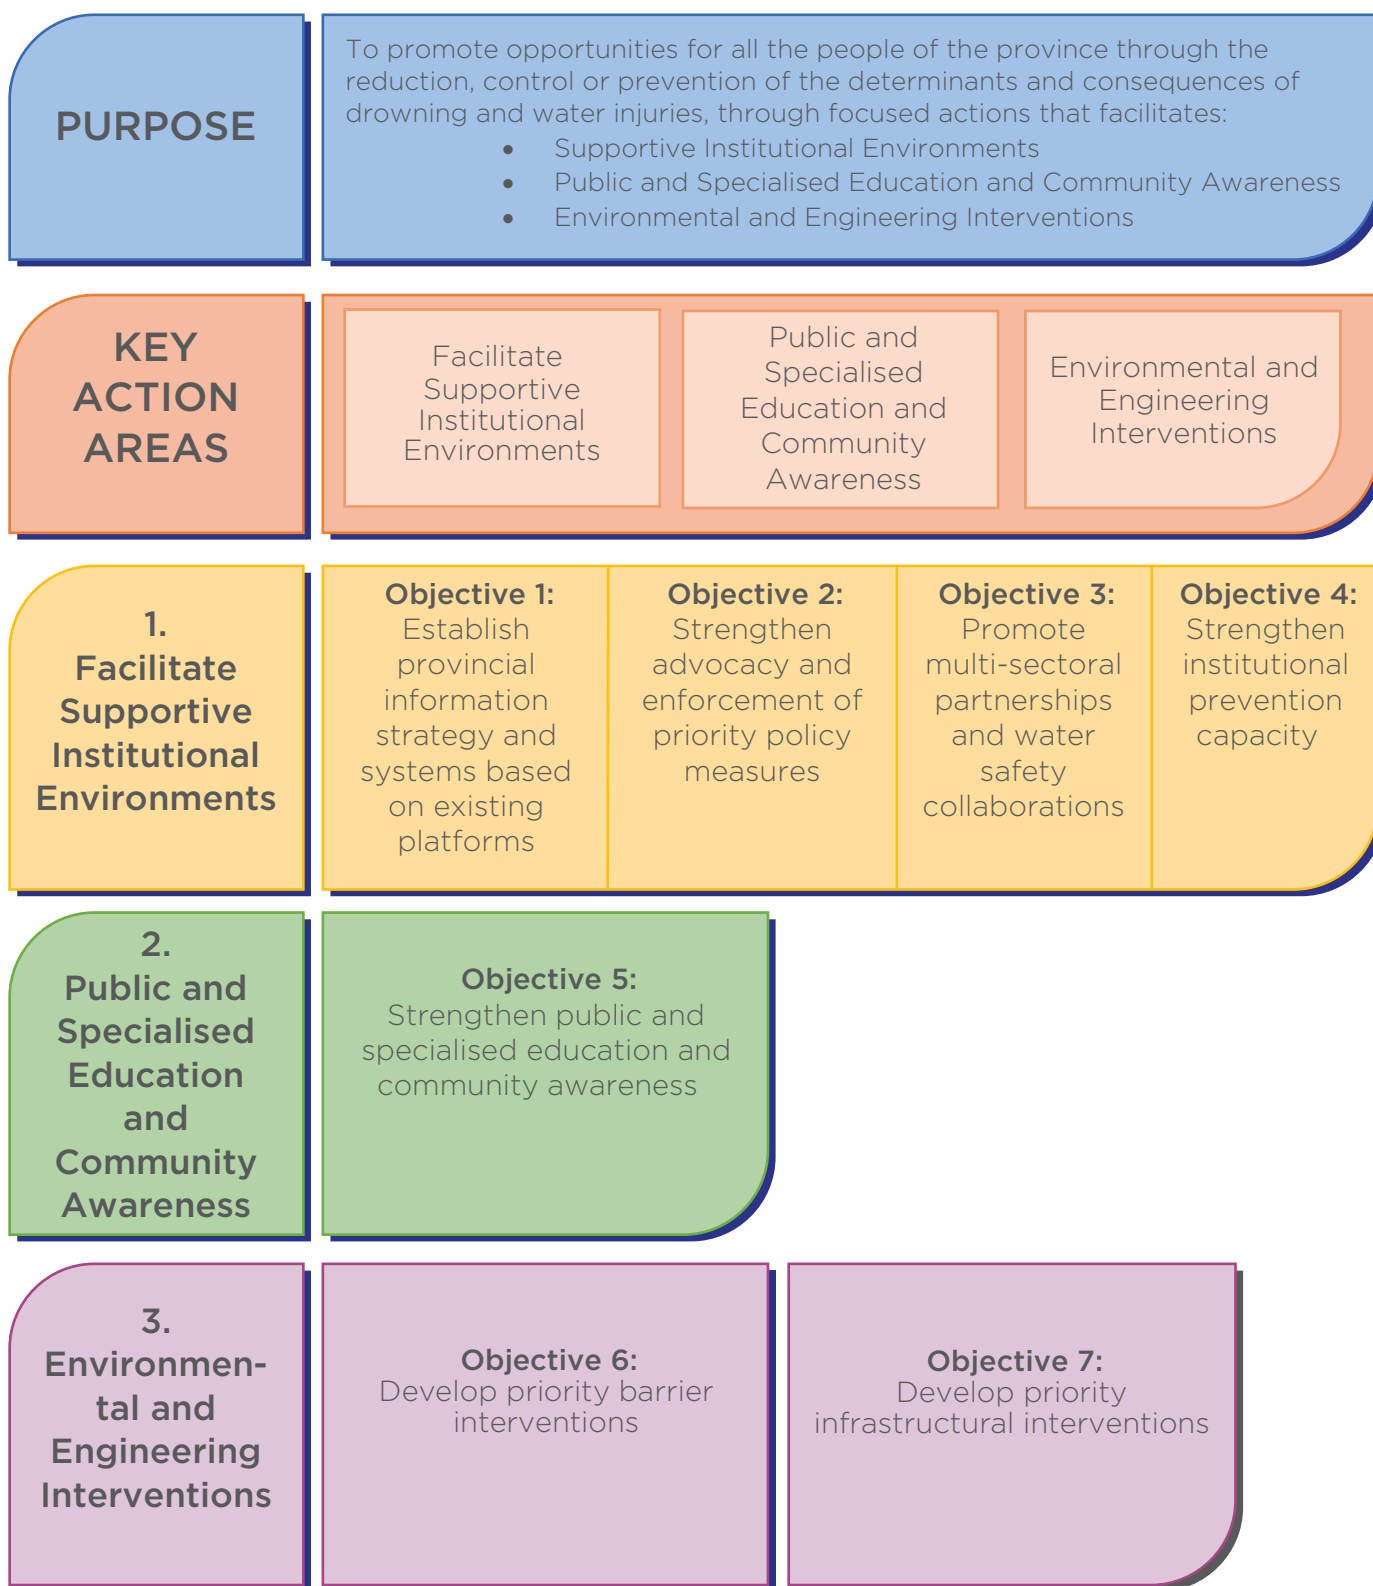 PURPOSE
To promote opportunities for all the people of the province through the
reduction, control or prevention of the determinants and consequences of
drowning and water injuries, through focused actions that facilitates:
• Supportive Institutional Environments
• Public and Specialised Education and Community Awareness
• Environmental and Engineering Interventions
KEY
ACTION
AREAS
Facilitate
Supportive
Institutional
Environments
Public and
Specialised
Education and
Community
Awareness
Environmental and
Engineering
Interventions
1.
Facilitate
Supportive
Institutional
Environments
Objective 1:
Establish
provincial
information
strategy and
systems based
on existing
platforms
Objective 2:
Strengthen
advocacy and
enforcement of
priority policy
measures
Objective 3:
Promote
multi-sectoral
partnerships
and water
safety
collaborations
Objective 4:
Strengthen
institutional
prevention
capacity
2.
Public and
Specialised
Education
and
Community
Awareness
Objective 5:
Strengthen public and
specialised education and
community awareness
3.
Environmen-
tal and
Engineering
Interventions
Objective 6:
Develop priority barrier
interventions
Objective 7:
Develop priority
infrastructural interventions